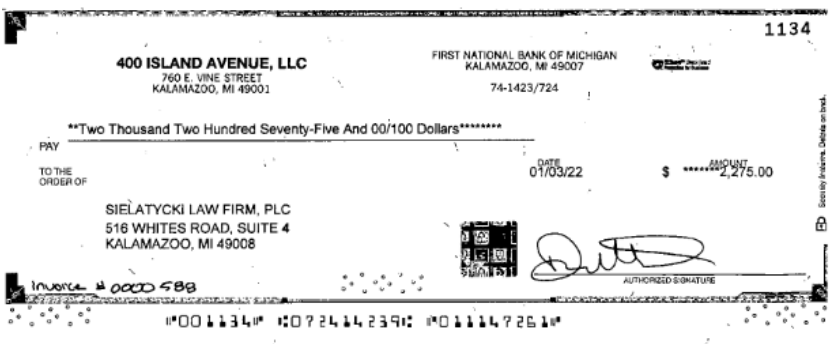 1134
400 ISLAND AVENUE, LLC
760 E. VINE STREET
KALAMAZOO, MI 49001
FIRST NATIONAL BANK OF MICHIGAN
KALAMAZOO, MI 49007
74-1423/724
**Two Thousand Two Hundred Seventy-Five And 00/100 Dollars********
PAY
TO THE
ORDER OF
DATE
01/03/22
AMOUNT
$ *******2,275.00
SIELATYCKI LAW FIRM, PLC
516 WHITES ROAD, SUITE 4
KALAMAZOO, MI 49008
AUTHORIZED SIGNATURE
Invoice # 0000 588
Details on back.
⑈001134⑈ ⑆072414239⑆ ⑈011147261⑈